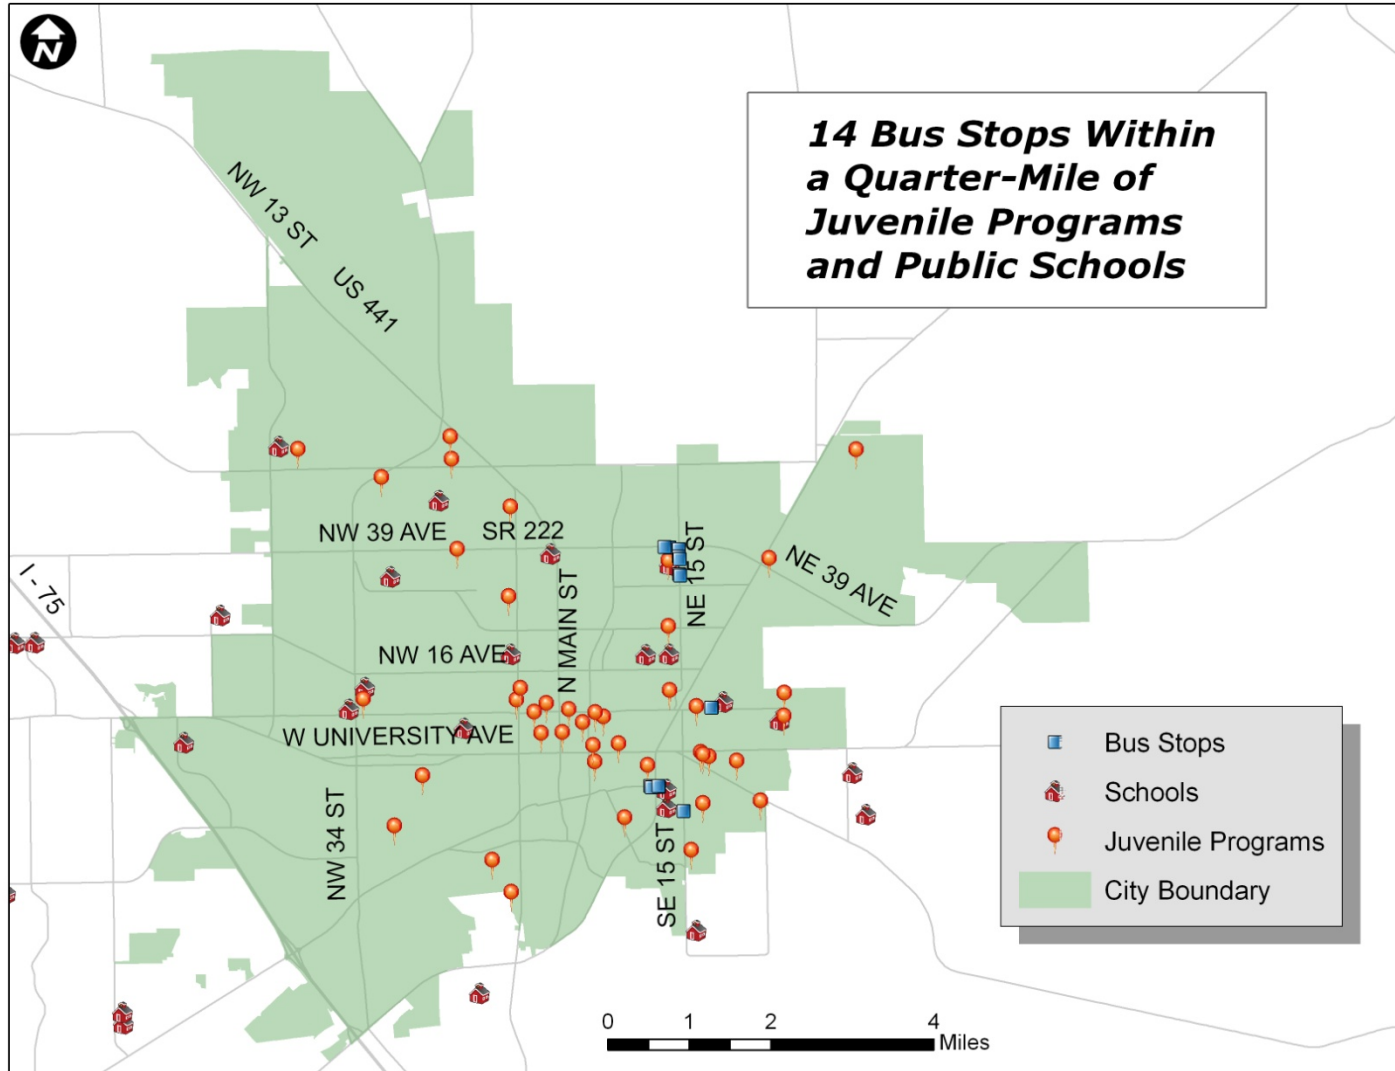 N
14 Bus Stops Within
a Quarter-Mile of
Juvenile Programs
and Public Schools
NW 13 ST
US 441
NW 39 AVE
SR 222
NE 15 ST
NE 39 AVE
I - 75
N MAIN ST
NW 16 AVE
W UNIVERSITY AVE
NW 34 ST
SE 15 ST
Bus Stops
Schools
Juvenile Programs
City Boundary
0 1 2 4
Miles